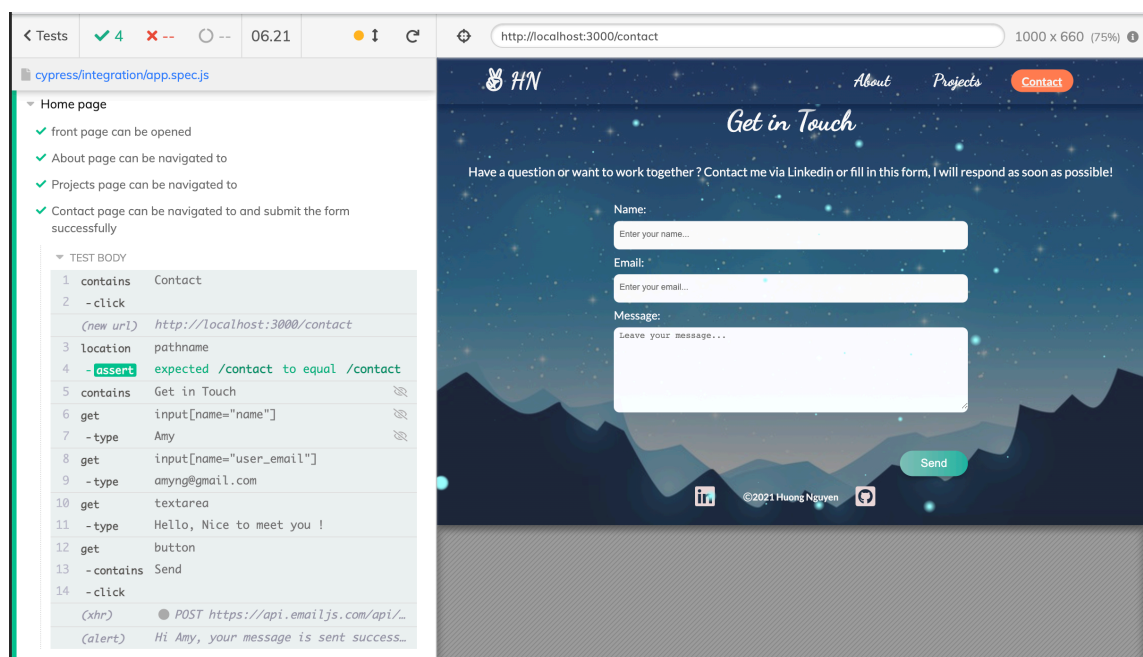 Tests 4 -- -- 06.21
cypress/integration/app.spec.js
Home page
front page can be opened
About page can be navigated to
Projects page can be navigated to
Contact page can be navigated to and submit the form
successfully
TEST BODY
1 contains Contact
2 - click
(new url) http://localhost:3000/contact
3 location pathname
4 - assert expected /contact to equal /contact
5 contains Get in Touch
6 get input[name="name"]
7 - type Amy
8 get input[name="user_email"]
9 - type amyng@gmail.com
10 get textarea
11 - type Hello, Nice to meet you !
12 get button
13 - contains Send
14 - click
(xhr) POST https://api.emailjs.com/api/…
(alert) Hi Amy, your message is sent success…
http://localhost:3000/contact 1000 x 660 (75%)
HN About Projects Contact
Get in Touch
Have a question or want to work together ? Contact me via Linkedin or fill in this form, I will respond as soon as possible!
Name:
Enter your name...
Email:
Enter your email...
Message:
Leave your message...
Send
in ©2021 Huong Nguyen